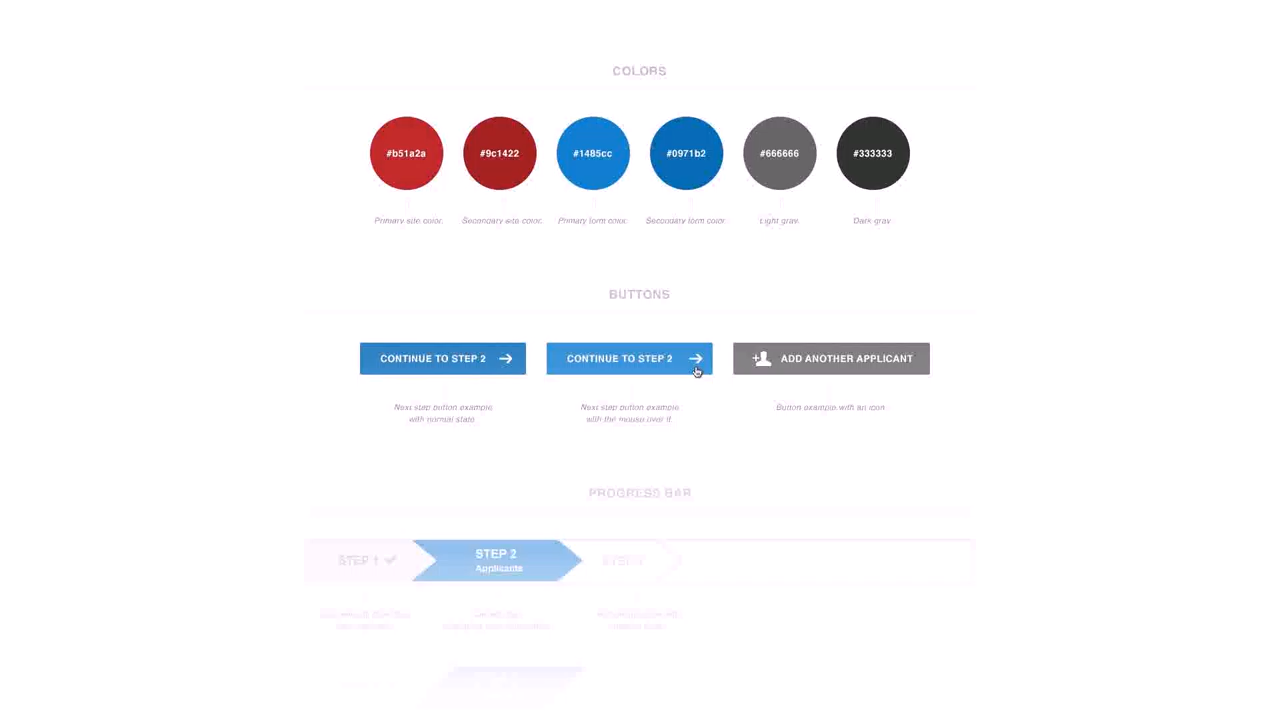 COLORS
#b51a2a
#9c1422
#1485cc
#0971b2
#666666
#333333
Primary site color.
Secondary site color.
Primary form color.
Secondary form color.
Light gray.
Dark gray
BUTTONS
CONTINUE TO STEP 2
CONTINUE TO STEP 2
ADD ANOTHER APPLICANT
Next step button example
with normal state
Next step button example
with the mouse over it.
Button example with an icon
PROGRESS BAR
STEP 1
STEP 2
Applicants